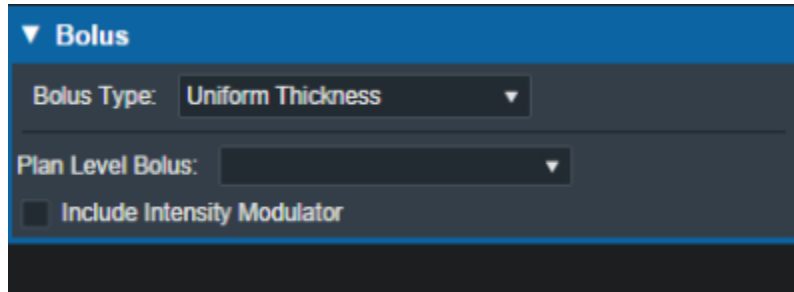 Bolus
Bolus Type: Uniform Thickness
Plan Level Bolus:
Include Intensity Modulator